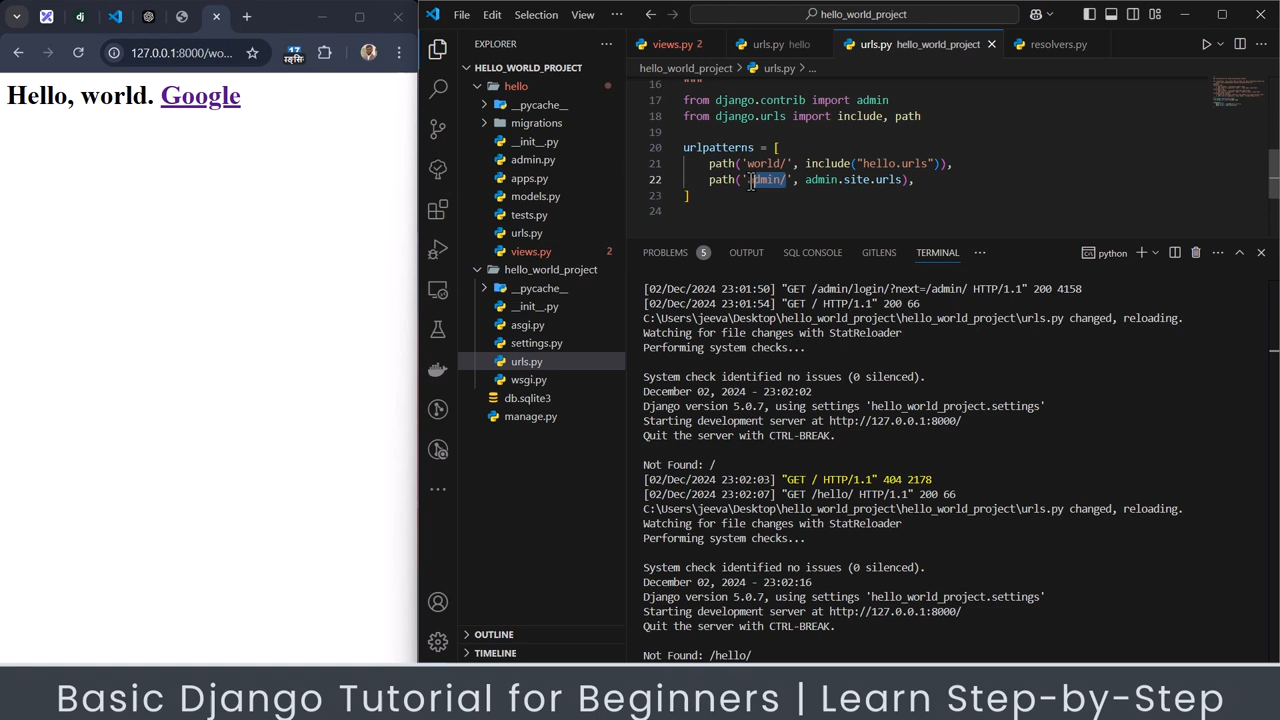 File Edit Selection View
hello_world_project
127.0.0.1:8000/wo...
Hello, world. Google
EXPLORER
HELLO_WORLD_PROJECT
hello
__pycache__
migrations
__init__.py
admin.py
apps.py
models.py
tests.py
urls.py
views.py 2
hello_world_project
__pycache__
__init__.py
asgi.py
settings.py
urls.py
wsgi.py
db.sqlite3
manage.py
OUTLINE
TIMELINE
views.py 2
urls.py hello
urls.py hello_world_project
resolvers.py
hello_world_project > urls.py > ...
16 """
17 from django.contrib import admin
18 from django.urls import include, path
19
20 urlpatterns = [
21 path('world/', include("hello.urls")),
22 path('admin/', admin.site.urls),
23 ]
24
PROBLEMS 5 OUTPUT SQL CONSOLE GITLENS TERMINAL
python
[02/Dec/2024 23:01:50] "GET /admin/login/?next=/admin/ HTTP/1.1" 200 4158
[02/Dec/2024 23:01:54] "GET / HTTP/1.1" 200 66
C:\Users\jeeva\Desktop\hello_world_project\hello_world_project\urls.py changed, reloading.
Watching for file changes with StatReloader
Performing system checks...
System check identified no issues (0 silenced).
December 02, 2024 - 23:02:02
Django version 5.0.7, using settings 'hello_world_project.settings'
Starting development server at http://127.0.0.1:8000/
Quit the server with CTRL-BREAK.
Not Found: /
[02/Dec/2024 23:02:03] "GET / HTTP/1.1" 404 2178
[02/Dec/2024 23:02:07] "GET /hello/ HTTP/1.1" 200 66
C:\Users\jeeva\Desktop\hello_world_project\hello_world_project\urls.py changed, reloading.
Watching for file changes with StatReloader
Performing system checks...
System check identified no issues (0 silenced).
December 02, 2024 - 23:02:16
Django version 5.0.7, using settings 'hello_world_project.settings'
Starting development server at http://127.0.0.1:8000/
Quit the server with CTRL-BREAK.
Not Found: /hello/
Basic Django Tutorial for Beginners | Learn Step-by-Step